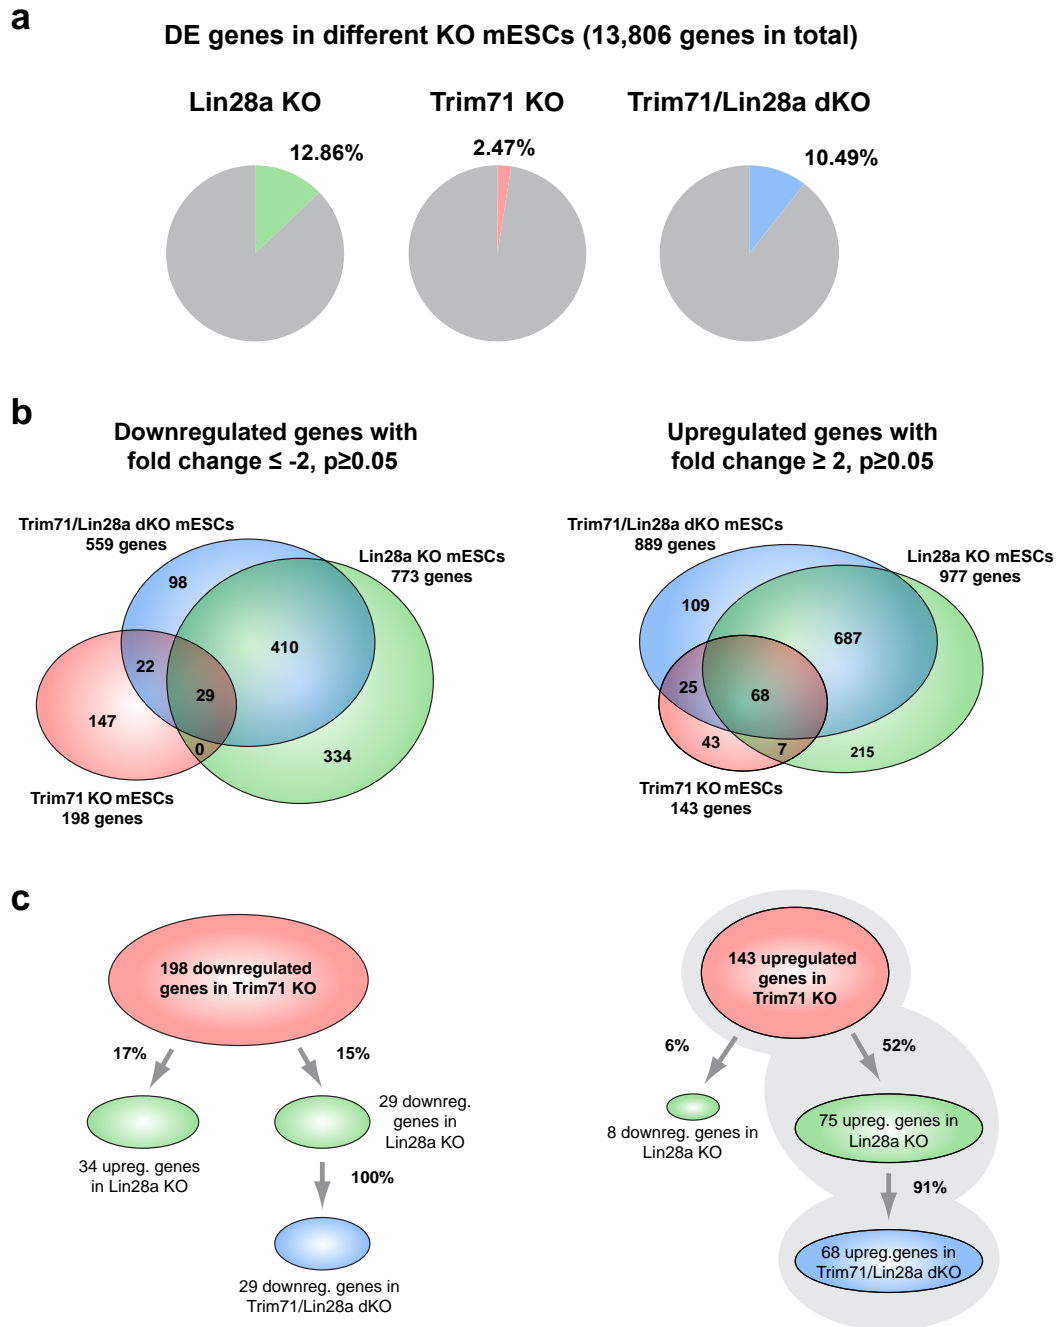 a
DE genes in different KO mESCs (13,806 genes in total)
Lin28a KO
Trim71 KO
Trim71/Lin28a dKO
12.86%
2.47%
10.49%
b
Downregulated genes with
fold change ≤ -2, p≥0.05
Trim71/Lin28a dKO mESCs
559 genes
Lin28a KO mESCs
773 genes
98
410
22
29
147
0
334
Trim71 KO mESCs
198 genes
Upregulated genes with
fold change ≥ 2, p≥0.05
Trim71/Lin28a dKO mESCs
889 genes
Lin28a KO mESCs
977 genes
109
687
25
68
43
7
215
Trim71 KO mESCs
143 genes
c
198 downregulated
genes in Trim71 KO
17%
15%
34 upreg. genes
in Lin28a KO
29 downreg.
genes in
Lin28a KO
100%
29 downreg. genes in
Trim71/Lin28a dKO
143 upregulated
genes in
Trim71 KO
6%
52%
8 downreg. genes in
Lin28a KO
75 upreg. genes in
Lin28a KO
91%
68 upreg.genes in
Trim71/Lin28a dKO